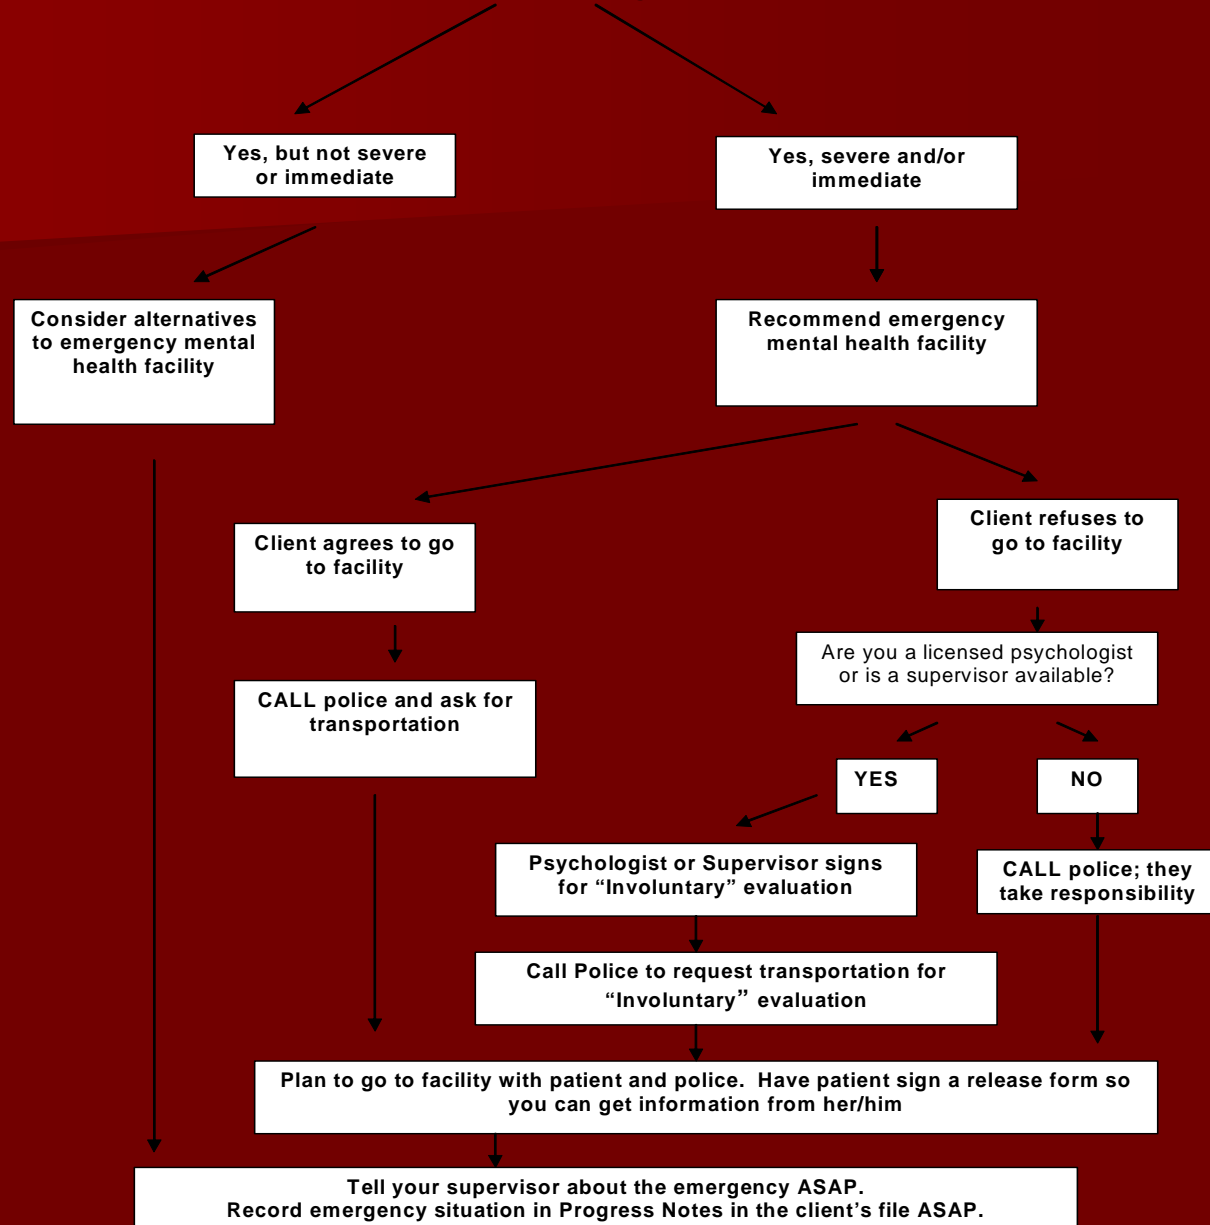 Yes, but not severe
or immediate
Yes, severe and/or
immediate
Consider alternatives
to emergency mental
health facility
Recommend emergency
mental health facility
Client agrees to go
to facility
Client refuses to
go to facility
Are you a licensed psychologist
or is a supervisor available?
CALL police and ask for
transportation
YES
NO
Psychologist or Supervisor signs
for “Involuntary” evaluation
CALL police; they
take responsibility
Call Police to request transportation for
“Involuntary” evaluation
Plan to go to facility with patient and police.  Have patient sign a release form so
you can get information from her/him
Tell your supervisor about the emergency ASAP.
Record emergency situation in Progress Notes in the client’s file ASAP.